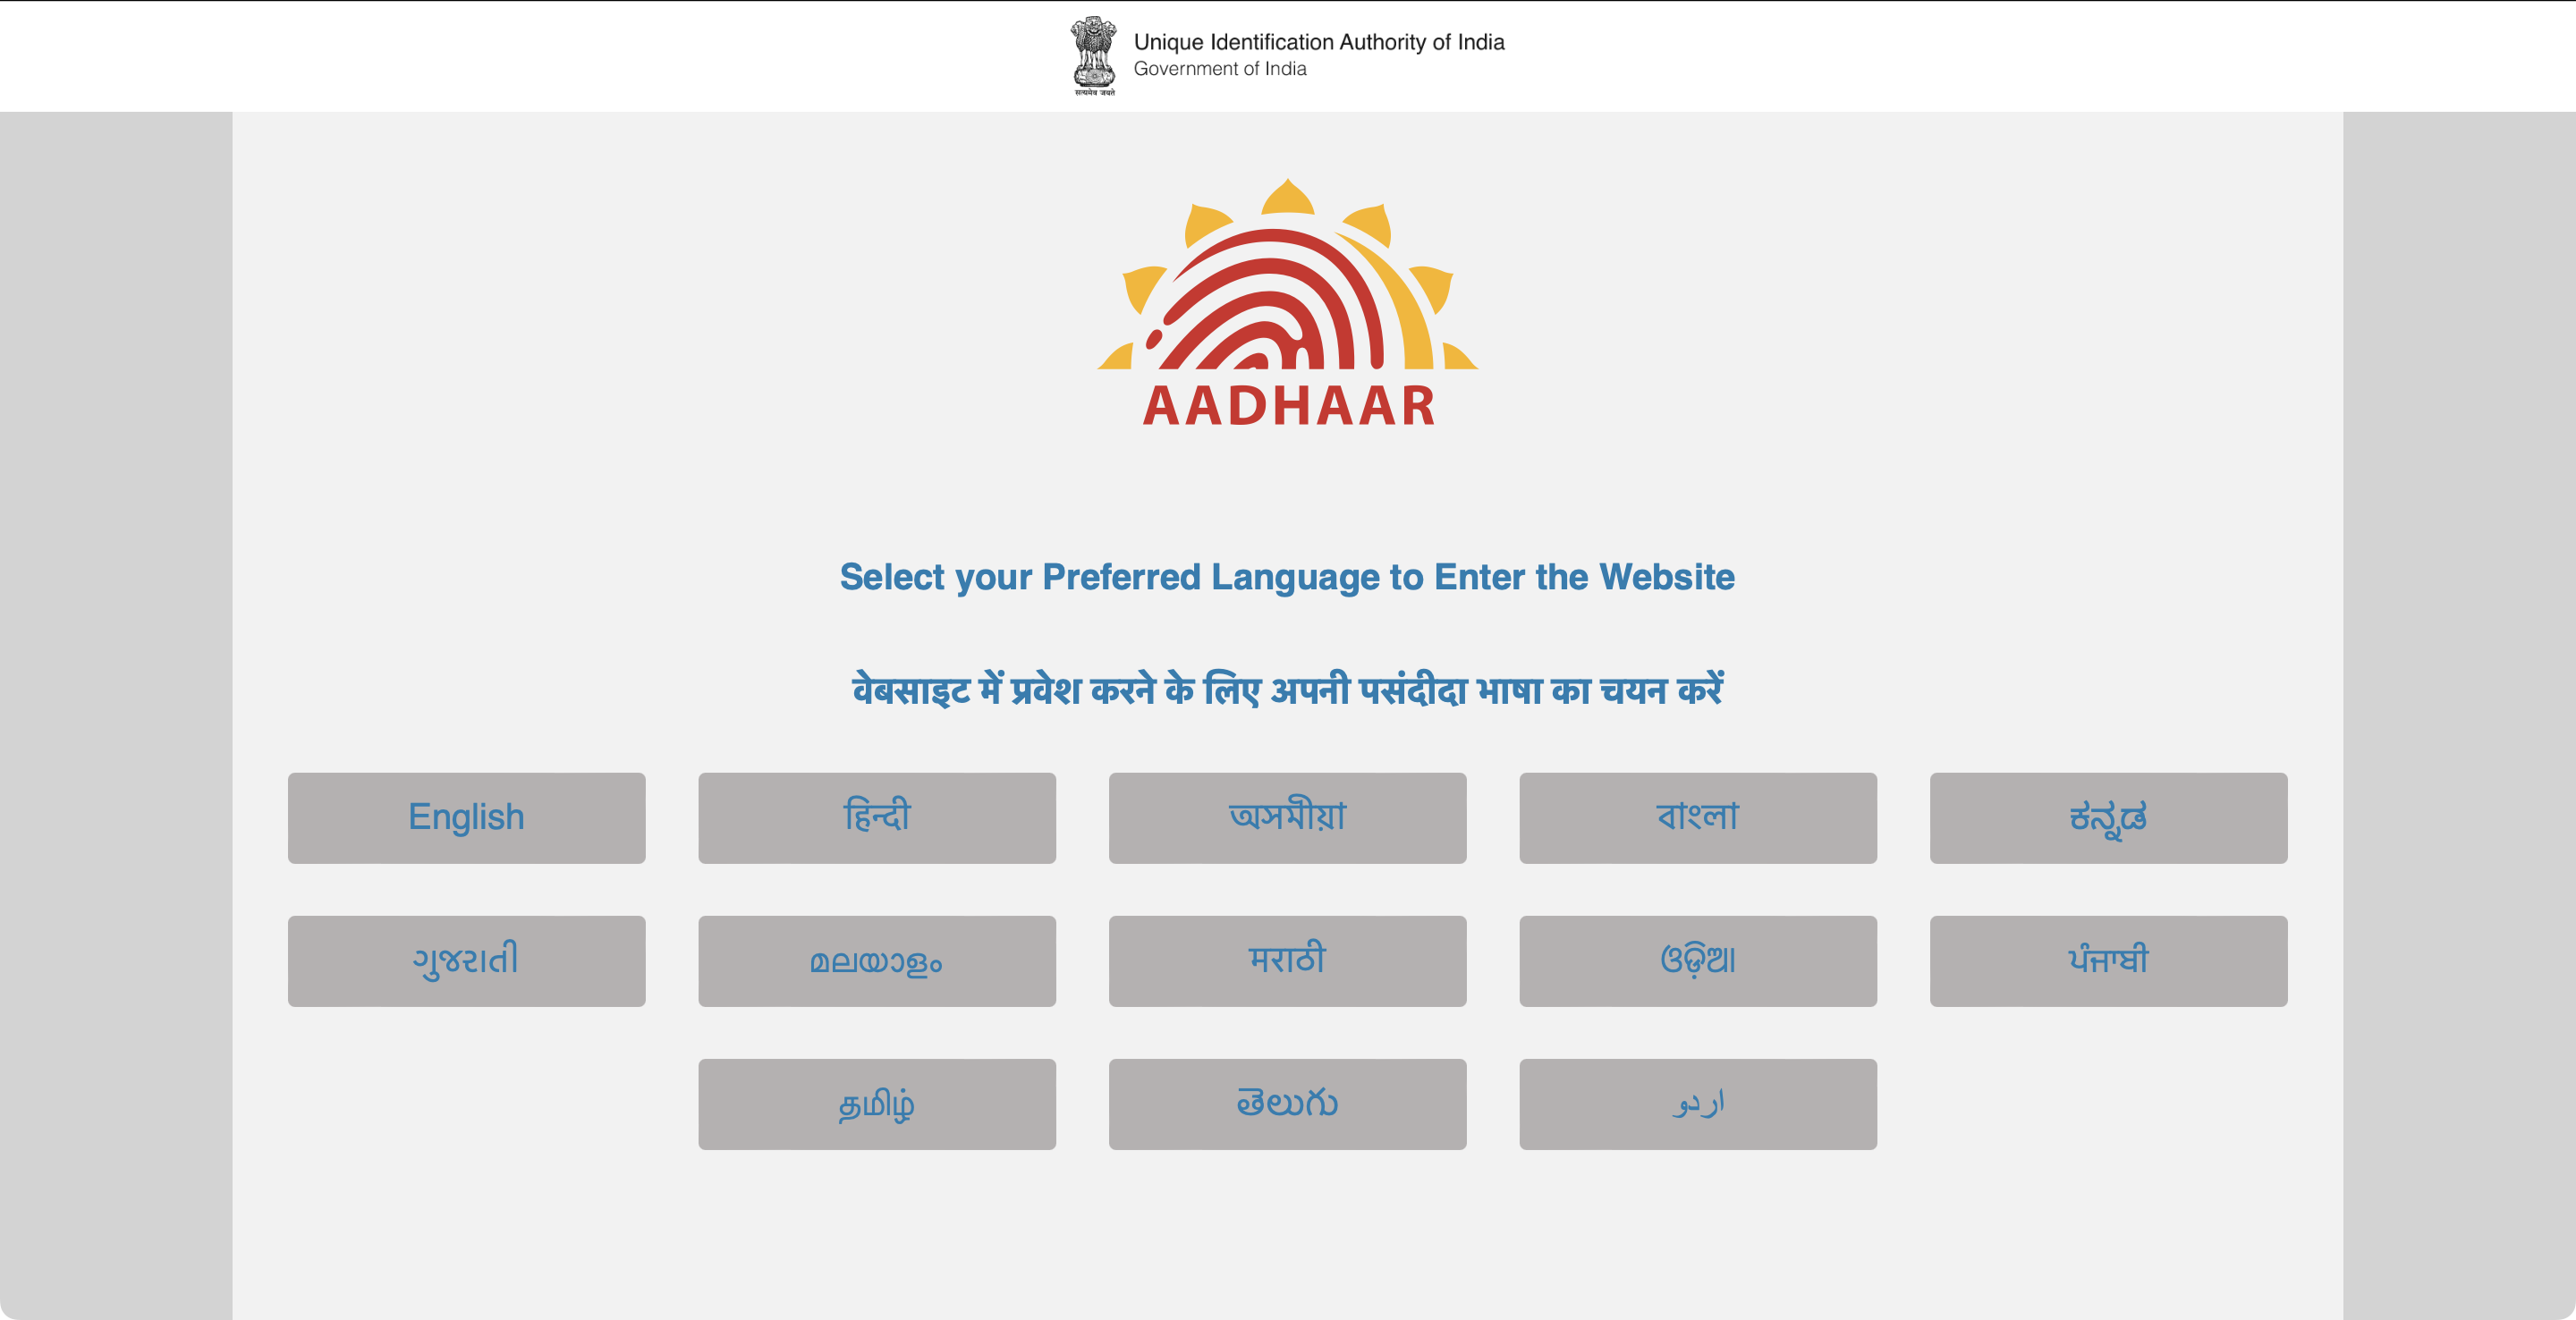 Unique Identification Authority of India
Government of India
सत्यमेव जयते
AADHAAR
Select your Preferred Language to Enter the Website
वेबसाइट में प्रवेश करने के लिए अपनी पसंदीदा भाषा का चयन करें
English
हिन्दी
অসমীয়া
বাংলা
ಕನ್ನಡ
ગુજરાતી
മലയാളം
मराठी
ଓଡ଼ିଆ
ਪੰਜਾਬੀ
தமிழ்
తెలుగు
اردو